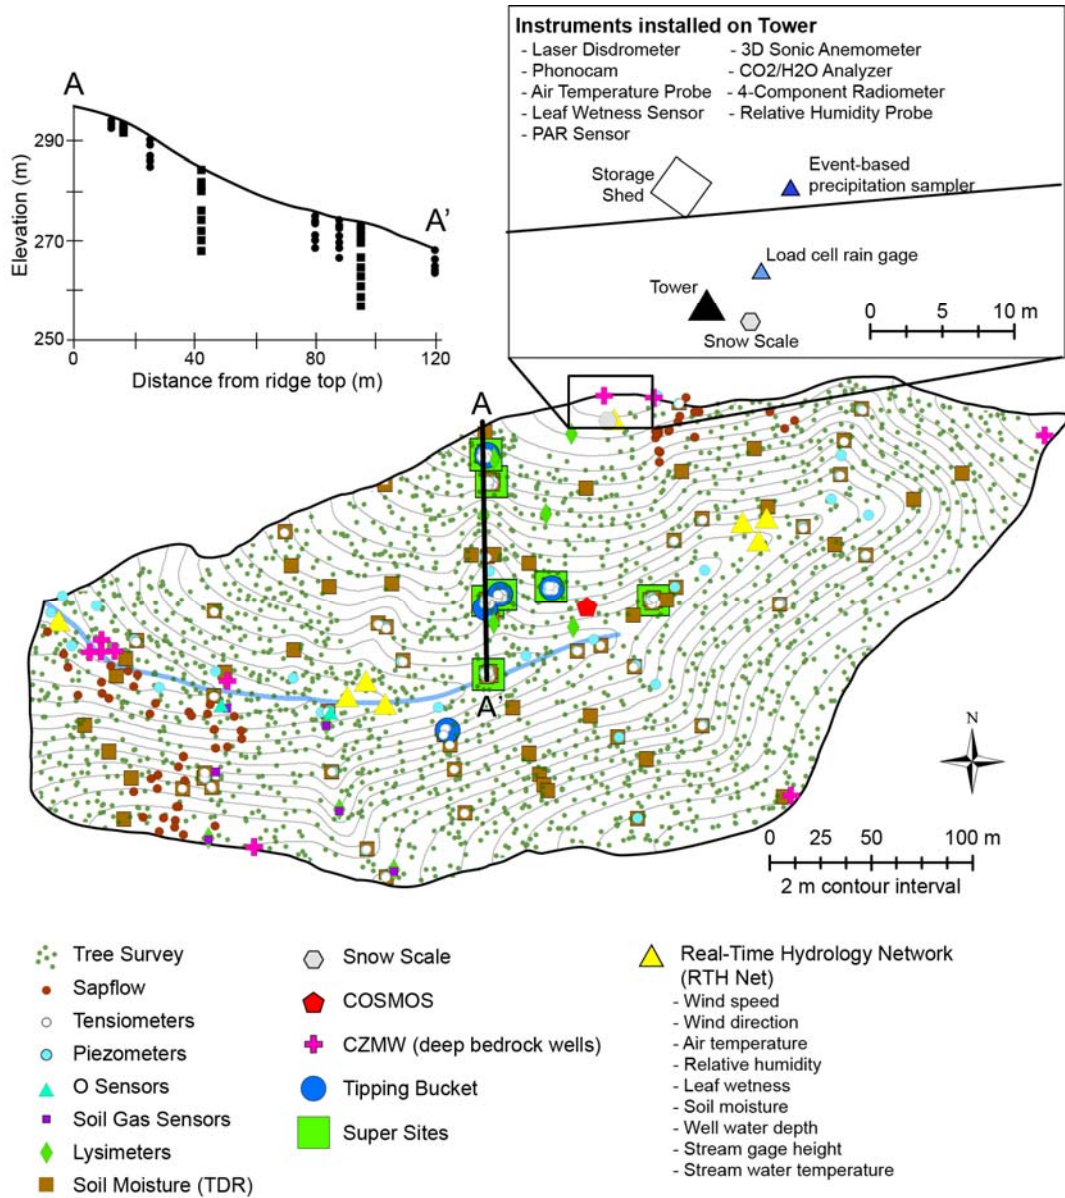 Instruments installed on Tower
- Laser Disdrometer
- 3D Sonic Anemometer
- Phonocam
- CO2/H2O Analyzer
- Air Temperature Probe
- 4-Component Radiometer
- Leaf Wetness Sensor
- Relative Humidity Probe
- PAR Sensor
Storage
Shed
Event-based
precipitation sampler
Load cell rain gage
Tower
Snow Scale
0 5 10 m
A
A'
Elevation (m)
290
270
250
0 40 80 120
Distance from ridge top (m)
A
A'
N
0 25 50 100 m
2 m contour interval
Tree Survey
Sapflow
Tensiometers
Piezometers
O Sensors
Soil Gas Sensors
Lysimeters
Soil Moisture (TDR)
Snow Scale
COSMOS
CZMW (deep bedrock wells)
Tipping Bucket
Super Sites
Real-Time Hydrology Network
(RTH Net)
- Wind speed
- Wind direction
- Air temperature
- Relative humidity
- Leaf wetness
- Soil moisture
- Well water depth
- Stream gage height
- Stream water temperature